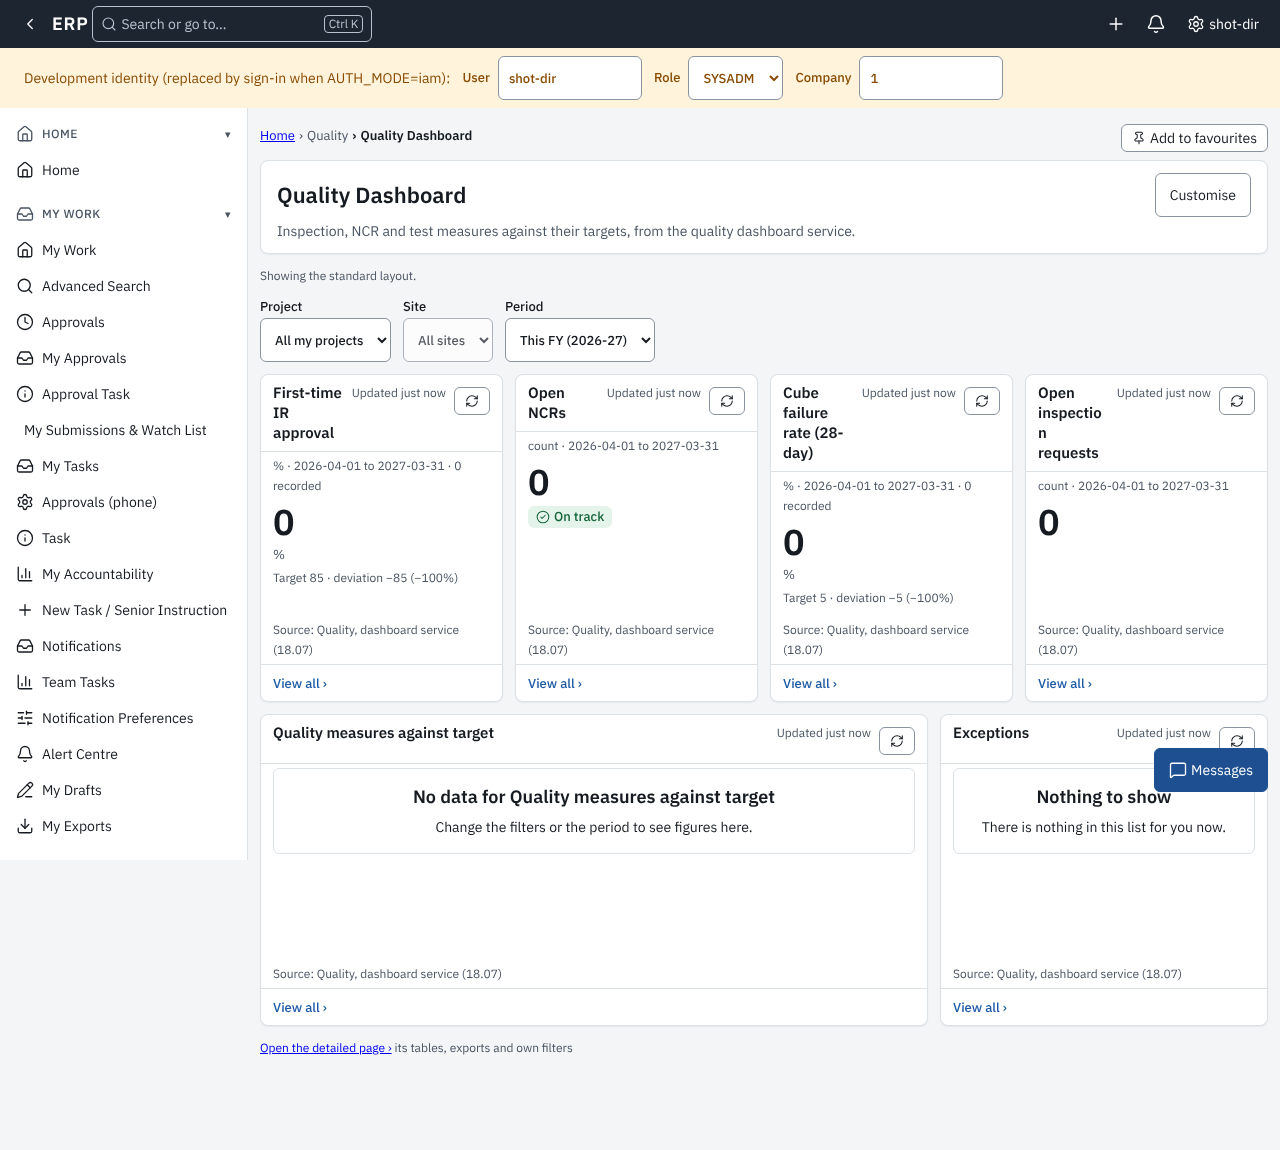 ERP
Search or go to...
Ctrl K
shot-dir
Development identity (replaced by sign-in when AUTH_MODE=iam):
User
shot-dir
Role
SYSADM
Company
1
HOME
Home
MY WORK
My Work
Advanced Search
Approvals
My Approvals
Approval Task
My Submissions & Watch List
My Tasks
Approvals (phone)
Task
My Accountability
New Task / Senior Instruction
Notifications
Team Tasks
Notification Preferences
Alert Centre
My Drafts
My Exports
Home › Quality › Quality Dashboard
Add to favourites
Quality Dashboard
Customise
Inspection, NCR and test measures against their targets, from the quality dashboard service.
Showing the standard layout.
Project
All my projects
Site
All sites
Period
This FY (2026-27)
First-time
IR
approval
Updated just now
% · 2026-04-01 to 2027-03-31 · 0
recorded
0
%
Target 85 · deviation −85 (−100%)
Source: Quality, dashboard service
(18.07)
View all ›
Open
NCRs
Updated just now
count · 2026-04-01 to 2027-03-31
0
On track
Source: Quality, dashboard service
(18.07)
View all ›
Cube
failure
rate (28-
day)
Updated just now
% · 2026-04-01 to 2027-03-31 · 0
recorded
0
%
Target 5 · deviation −5 (−100%)
Source: Quality, dashboard service
(18.07)
View all ›
Open
inspectio
n
requests
Updated just now
count · 2026-04-01 to 2027-03-31
0
Source: Quality, dashboard service
(18.07)
View all ›
Quality measures against target
Updated just now
No data for Quality measures against target
Change the filters or the period to see figures here.
Source: Quality, dashboard service (18.07)
View all ›
Exceptions
Updated just now
Messages
Nothing to show
There is nothing in this list for you now.
Source: Quality, dashboard service (18.07)
View all ›
Open the detailed page › its tables, exports and own filters